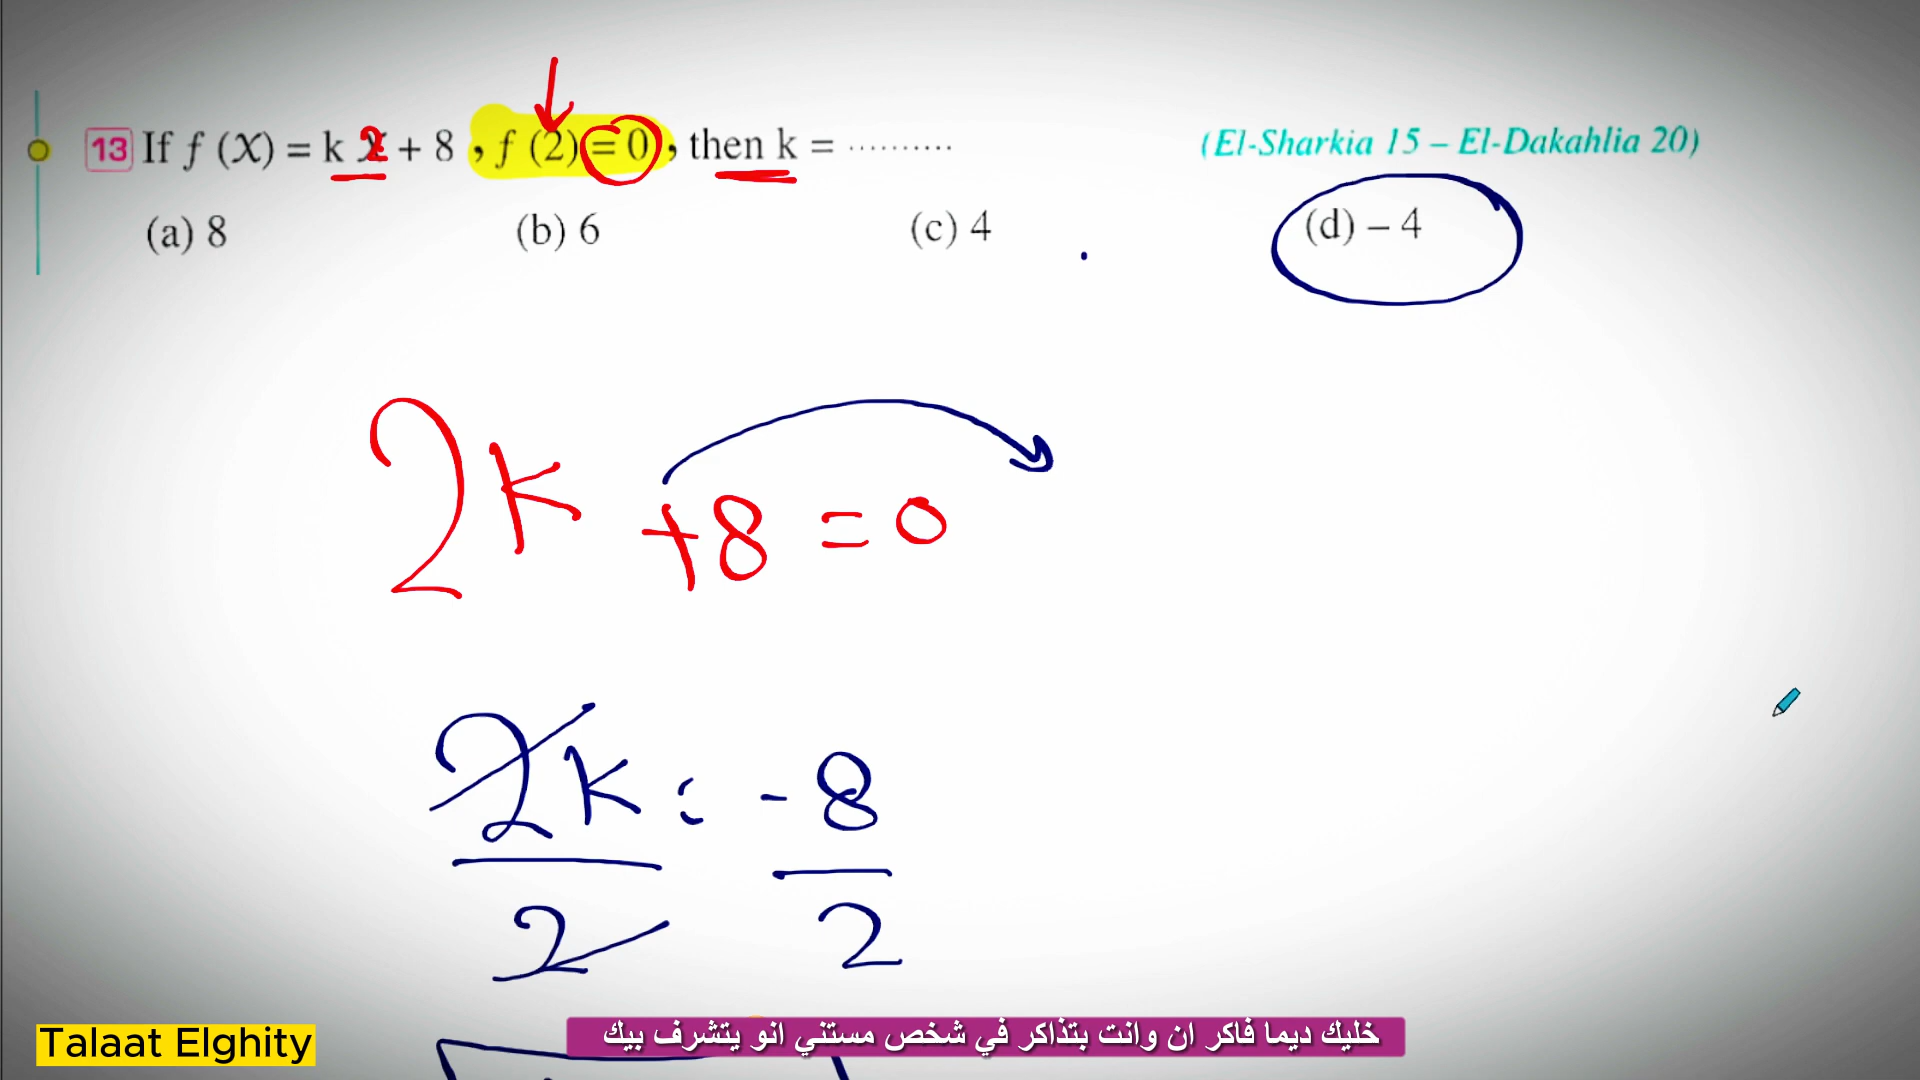 13 If f (X) = k X + 8 , f (2) = 0 , then k = ..........
(El-Sharkia 15 – El-Dakahlia 20)
(a) 8 (b) 6 (c) 4 (d) – 4
2k +8 = 0
2k = -8
2 2
Talaat Elghity
خليك ديما فاكر ان وانت بتذاكر في شخص مستني انو يتشرف بيك